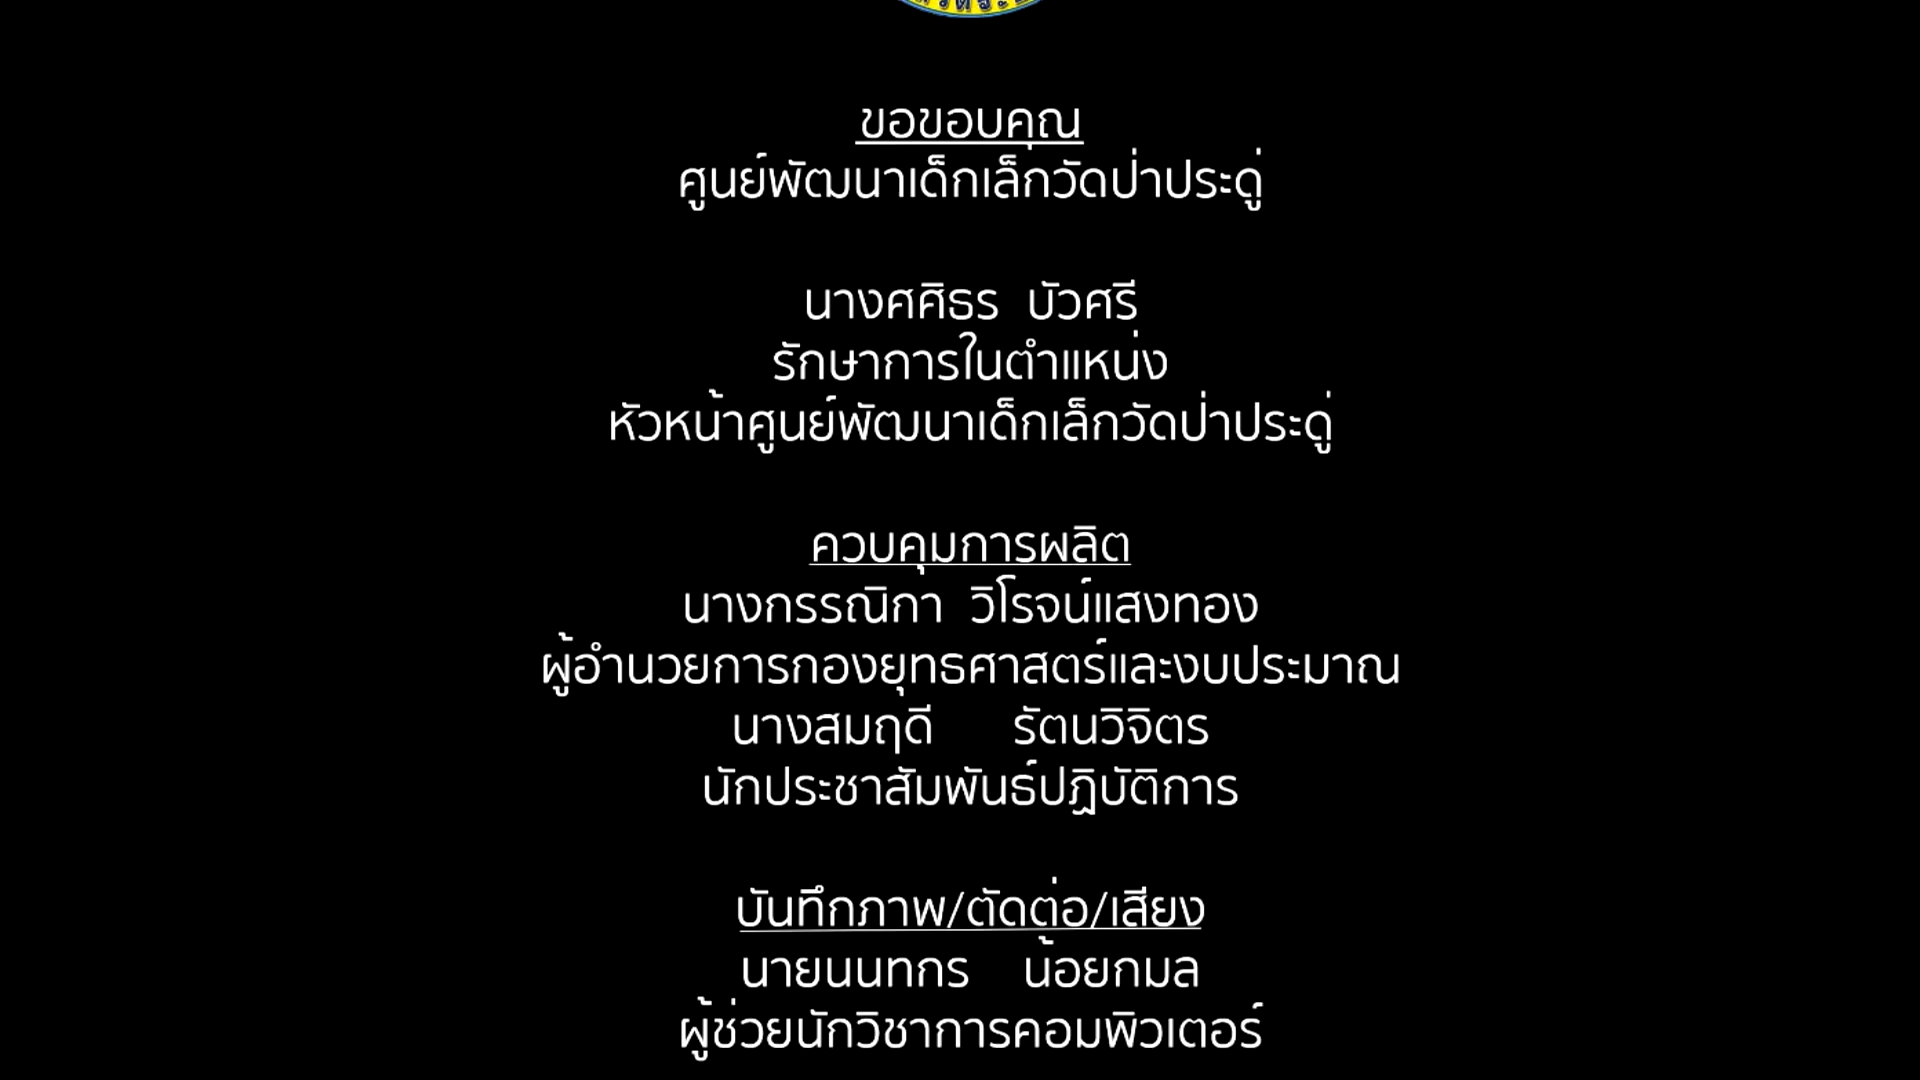 ขอขอบคุณ
ศูนย์พัฒนาเด็กเล็กวัดป่าประดู่
นางศศิธร บัวศรี
รักษาการในตำแหน่ง
หัวหน้าศูนย์พัฒนาเด็กเล็กวัดป่าประดู่
ควบคุมการผลิต
นางกรรณิกา วิโรจน์แสงทอง
ผู้อำนวยการกองยุทธศาสตร์และงบประมาณ
นางสมฤดี รัตนวิจิตร
นักประชาสัมพันธ์ปฏิบัติการ
บันทึกภาพ/ตัดต่อ/เสียง
นายนนทกร น้อยกมล
ผู้ช่วยนักวิชาการคอมพิวเตอร์